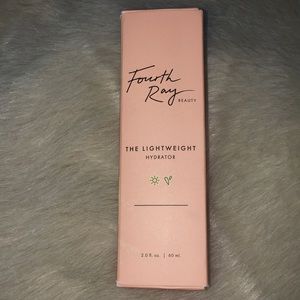 Fourth
Ray
BEAUTY
THE LIGHTWEIGHT
HYDRATOR
2.0 fl. oz. | 60 ml